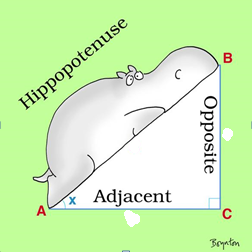 Hippopotenuse
B
Opposite
A
x
Adjacent
C
Boynton